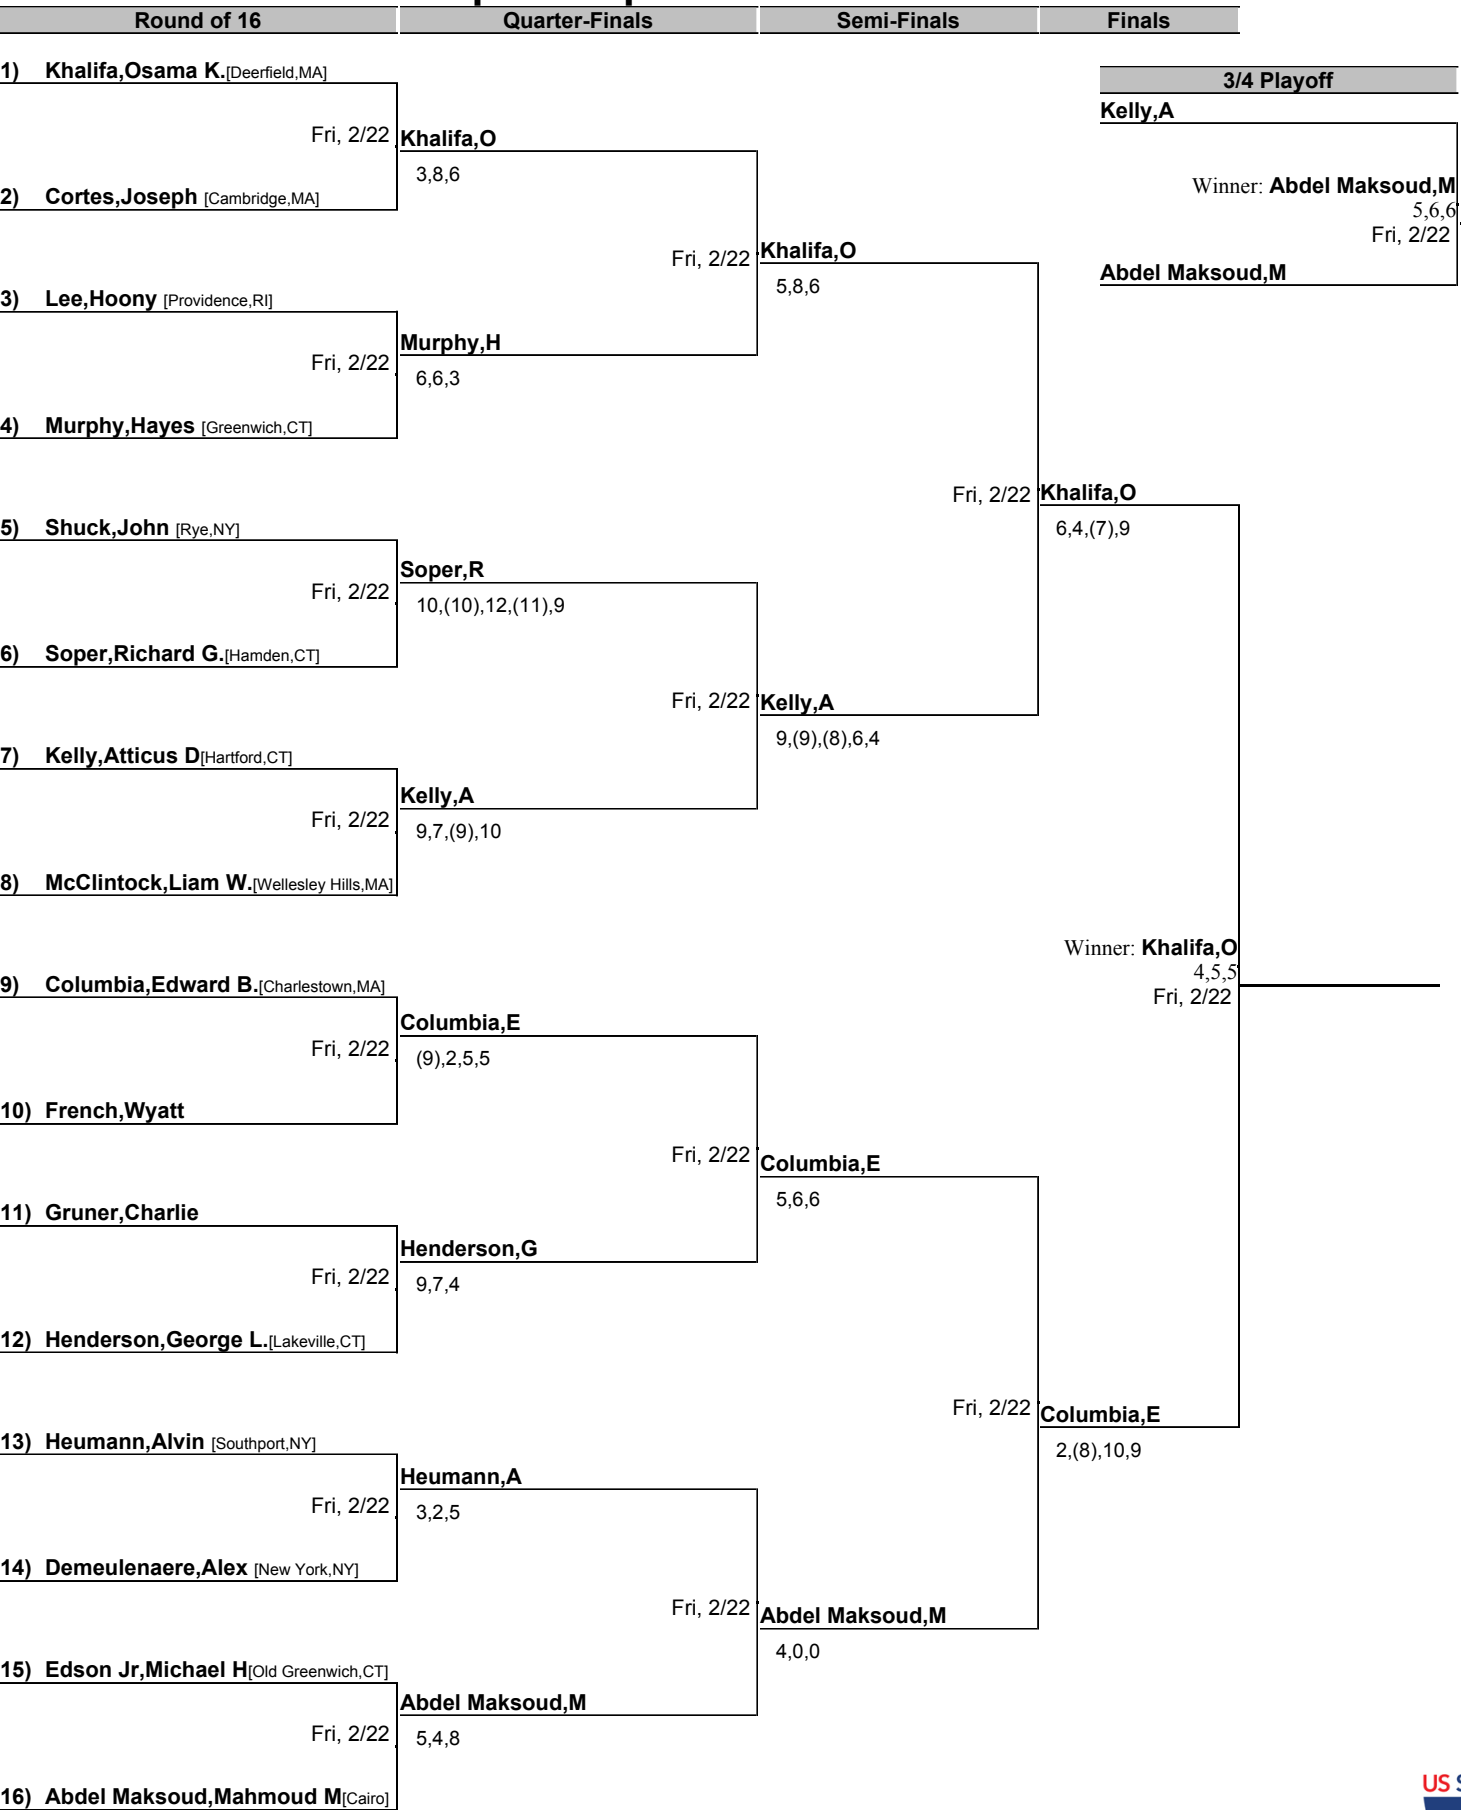 Round of 16 Quarter-Finals Semi-Finals Finals
1) Khalifa,Osama K.[Deerfield,MA]
3/4 Playoff
Kelly,A
Fri, 2/22 Khalifa,O
3,8,6
2) Cortes,Joseph [Cambridge,MA]
Winner: Abdel Maksoud,M
5,6,6
Fri, 2/22
Fri, 2/22 Khalifa,O
Abdel Maksoud,M
5,8,6
3) Lee,Hoony [Providence,RI]
Murphy,H
Fri, 2/22
6,6,3
4) Murphy,Hayes [Greenwich,CT]
Fri, 2/22 Khalifa,O
6,4,(7),9
5) Shuck,John [Rye,NY]
Soper,R
Fri, 2/22
10,(10),12,(11),9
6) Soper,Richard G.[Hamden,CT]
Fri, 2/22 Kelly,A
9,(9),(8),6,4
7) Kelly,Atticus D[Hartford,CT]
Kelly,A
Fri, 2/22
9,7,(9),10
8) McClintock,Liam W.[Wellesley Hills,MA]
Winner: Khalifa,O
4,5,5
Fri, 2/22
9) Columbia,Edward B.[Charlestown,MA]
Columbia,E
Fri, 2/22
(9),2,5,5
10) French,Wyatt
Fri, 2/22 Columbia,E
5,6,6
11) Gruner,Charlie
Henderson,G
Fri, 2/22
9,7,4
12) Henderson,George L.[Lakeville,CT]
Fri, 2/22 Columbia,E
2,(8),10,9
13) Heumann,Alvin [Southport,NY]
Heumann,A
Fri, 2/22
3,2,5
14) Demeulenaere,Alex [New York,NY]
Fri, 2/22 Abdel Maksoud,M
4,0,0
15) Edson Jr,Michael H[Old Greenwich,CT]
Abdel Maksoud,M
Fri, 2/22
5,4,8
16) Abdel Maksoud,Mahmoud M[Cairo]
US